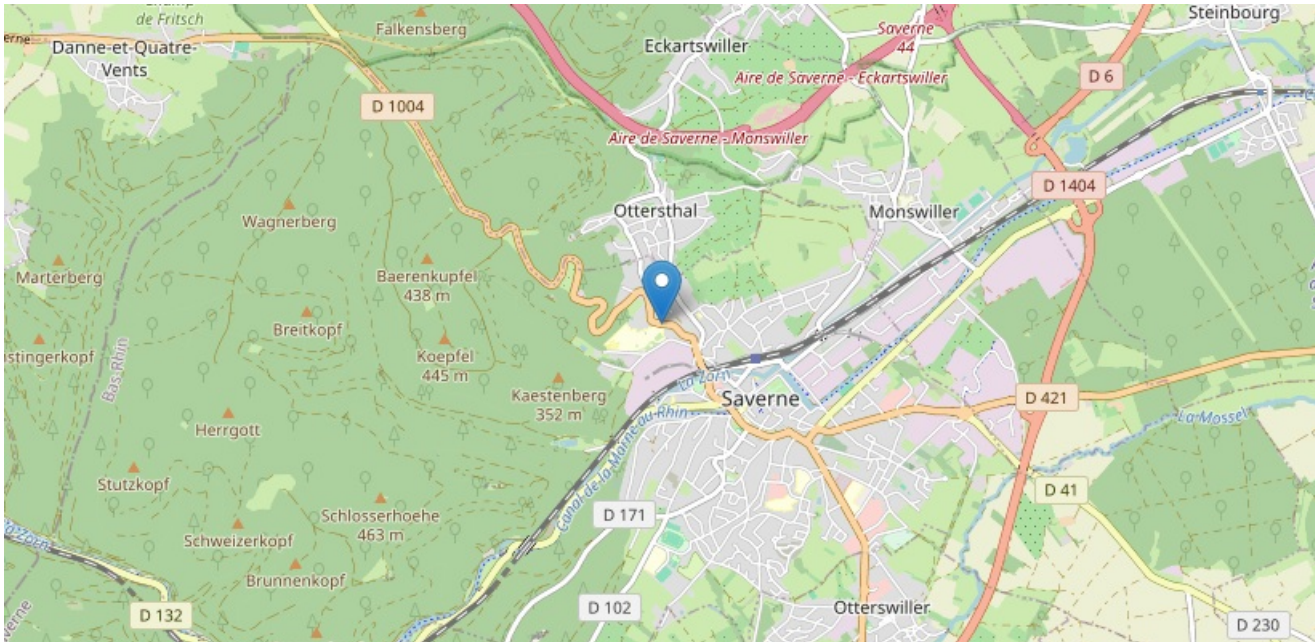 de Fritsch
Falkensberg
Steinbourg
Danne-et-Quatre-
Vents
Eckartswiller
Saverne
44
Aire de Saverne - Eckartswiller
D 6
D 1004
Aire de Saverne - Monswiller
D 1404
Wagnerberg
Ottersthal
Monswiller
Marterberg
Baerenkupfel
438 m
Breitkopf
Koepfel
445 m
Bas-Rhin
Kaestenberg
352 m
La Zorn
Saverne
D 421
La Mossel
Herrgott
Canal de la Marne au Rhin
Stutzkopf
D 41
Schlosserhoehe
463 m
D 171
Schweizerkopf
Brunnenkopf
D 132
D 102
Otterswiller
D 230